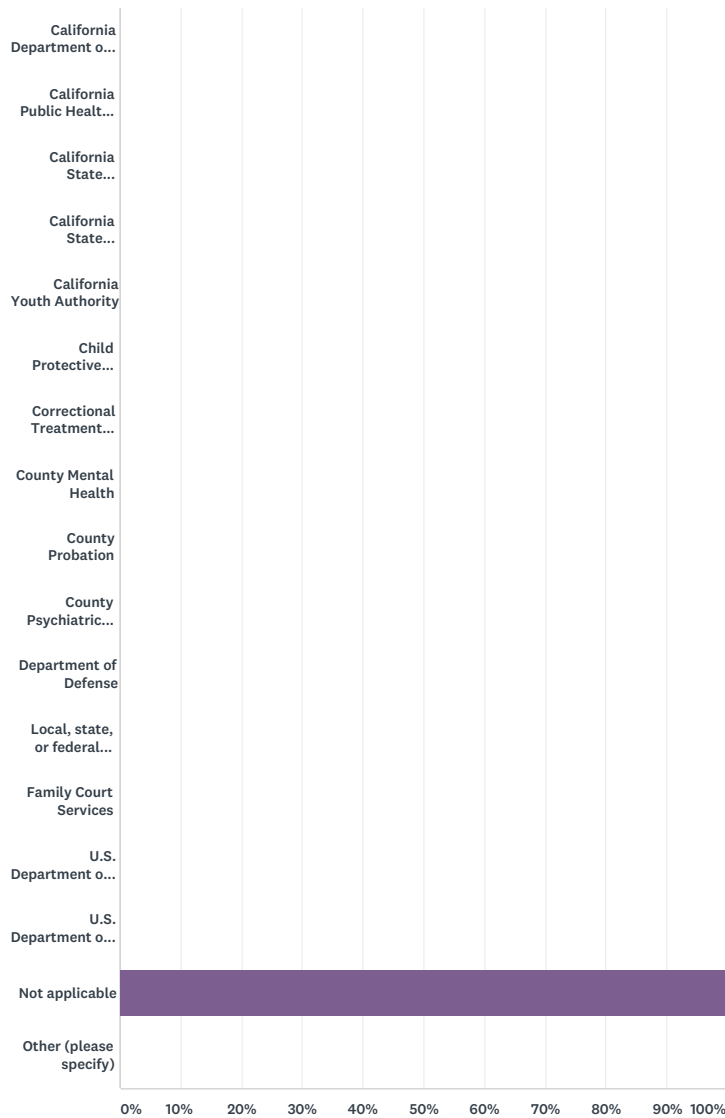 California
Department o...
California
Public Healt...
California
State...
California
State...
California
Youth Authority
Child
Protective...
Correctional
Treatment...
County Mental
Health
County
Probation
County
Psychiatric...
Department of
Defense
Local, state,
or federal...
Family Court
Services
U.S.
Department o...
U.S.
Department o...
Not applicable
Other (please
specify)
0% 10% 20% 30% 40% 50% 60% 70% 80% 90% 100%